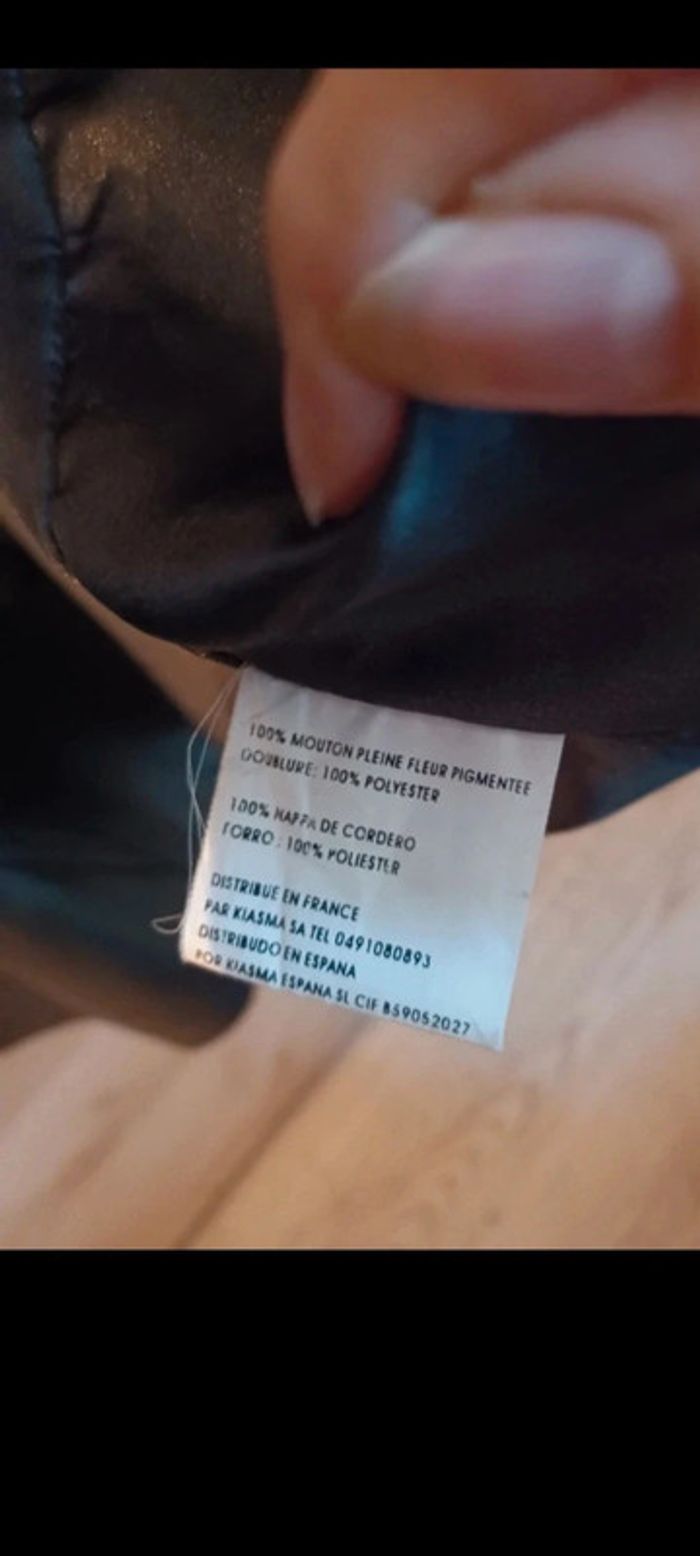 100% MOUTON PLEINE FLEUR PIGMENTEE
DOUBLURE: 100% POLYESTER
100% NAPPA DE CORDERO
FORRO : 100% POLIESTER
DISTRIBUE EN FRANCE
PAR KIASMA SA TEL 0491080893
DISTRIBUDO EN ESPANA
POR KIASMA ESPANA SL CIF B59052027